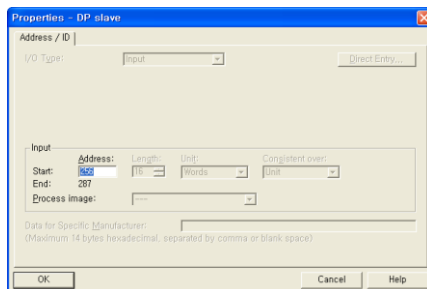 Properties - DP slave
Address / ID
I/O Type: Input Direct Entry...
Input
Address: Length: Unit: Consistent over:
Start: 256 16 Words Unit
End: 287
Process image: ---
Data for Specific Manufacturer:
(Maximum 14 bytes hexadecimal, separated by comma or blank space)
OK Cancel Help